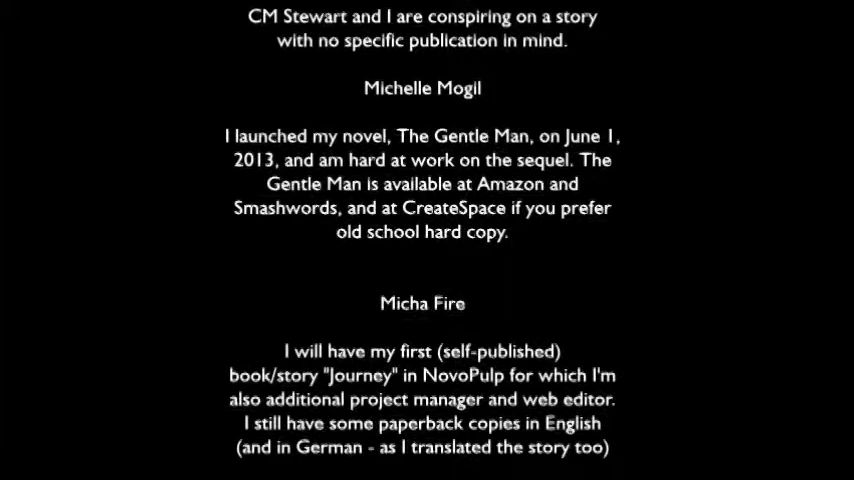 CM Stewart and I are conspiring on a story
with no specific publication in mind.
Michelle Mogil
I launched my novel, The Gentle Man, on June 1,
2013, and am hard at work on the sequel. The
Gentle Man is available at Amazon and
Smashwords, and at CreateSpace if you prefer
old school hard copy.
Micha Fire
I will have my first (self-published)
book/story "Journey" in NovoPulp for which I'm
also additional project manager and web editor.
I still have some paperback copies in English
(and in German - as I translated the story too)